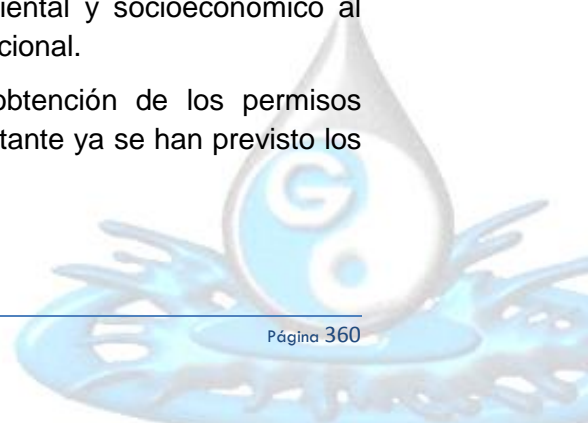 iental y socioeconómico al
cional.
obtención de los permisos
tante ya se han previsto los
G
Página 360